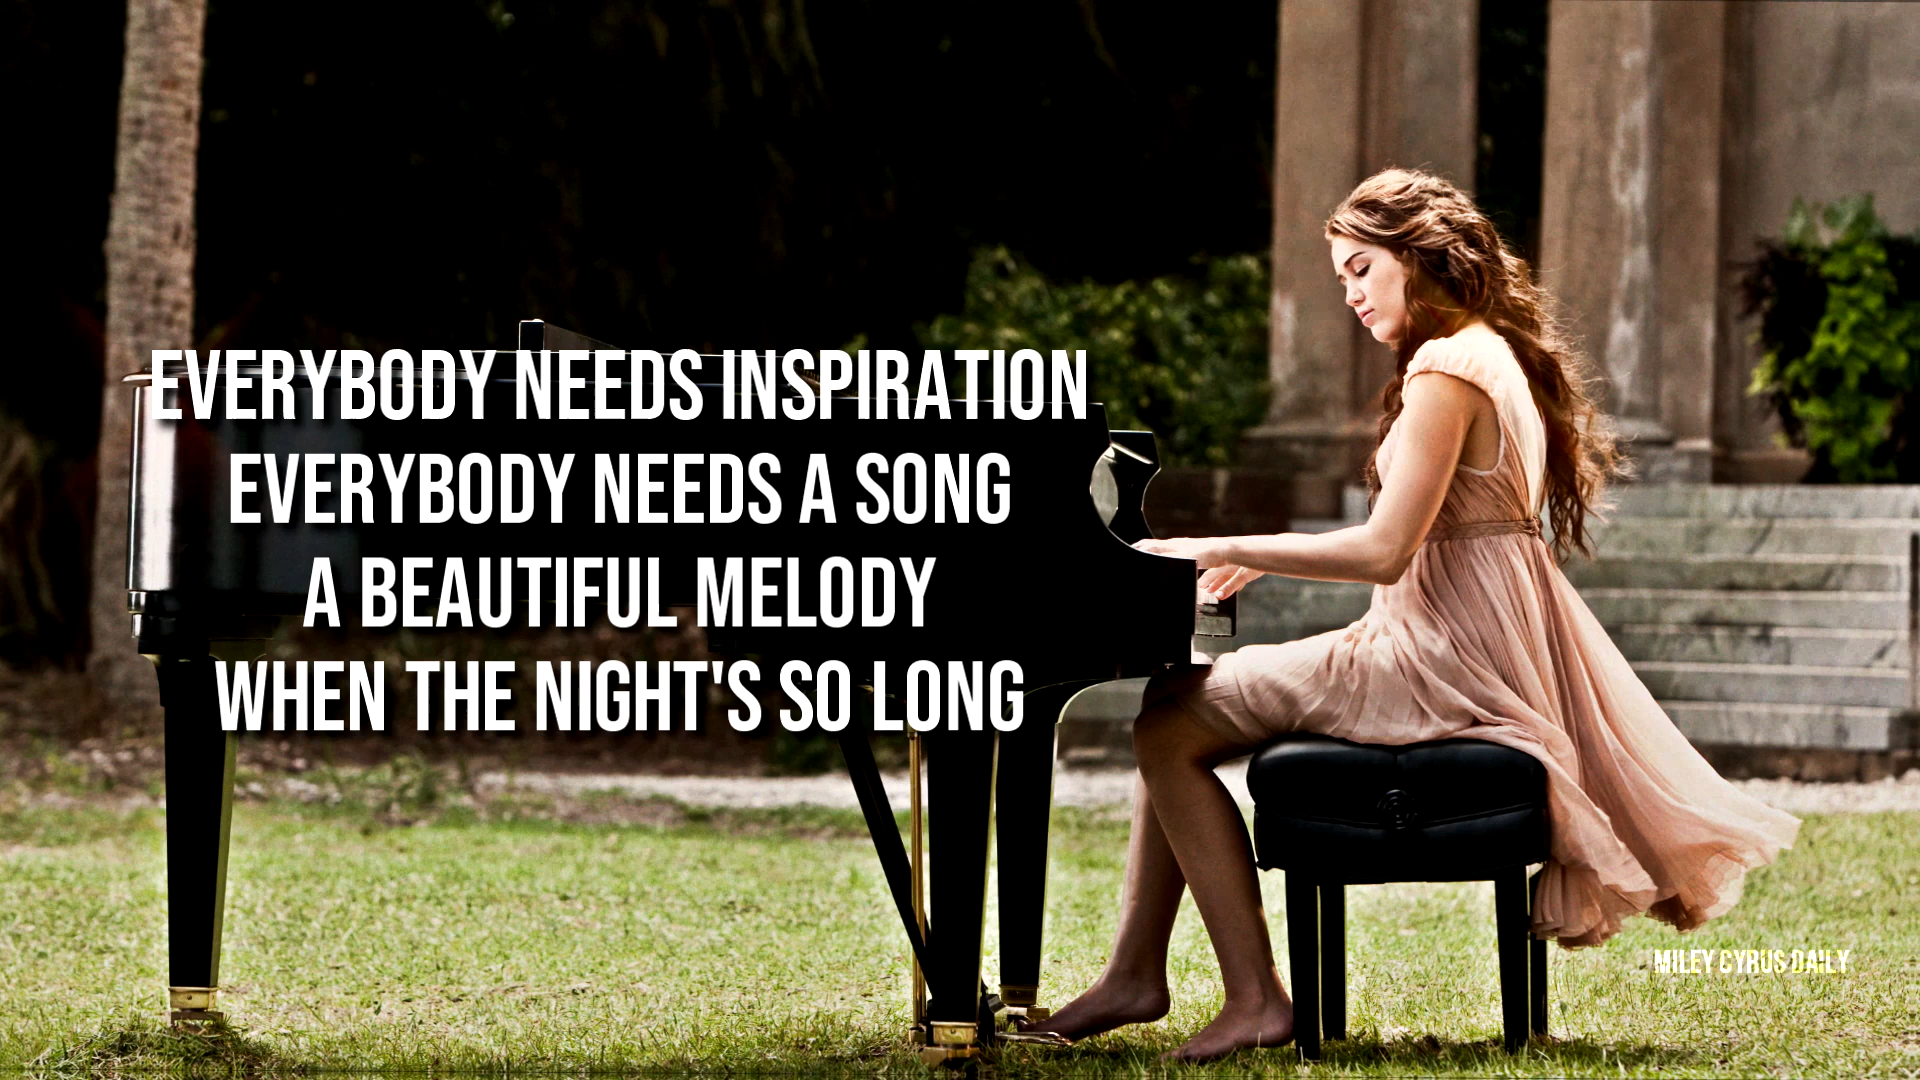 EVERYBODY NEEDS INSPIRATION
EVERYBODY NEEDS A SONG
A BEAUTIFUL MELODY
WHEN THE NIGHT'S SO LONG
MILEY CYRUS DAILY